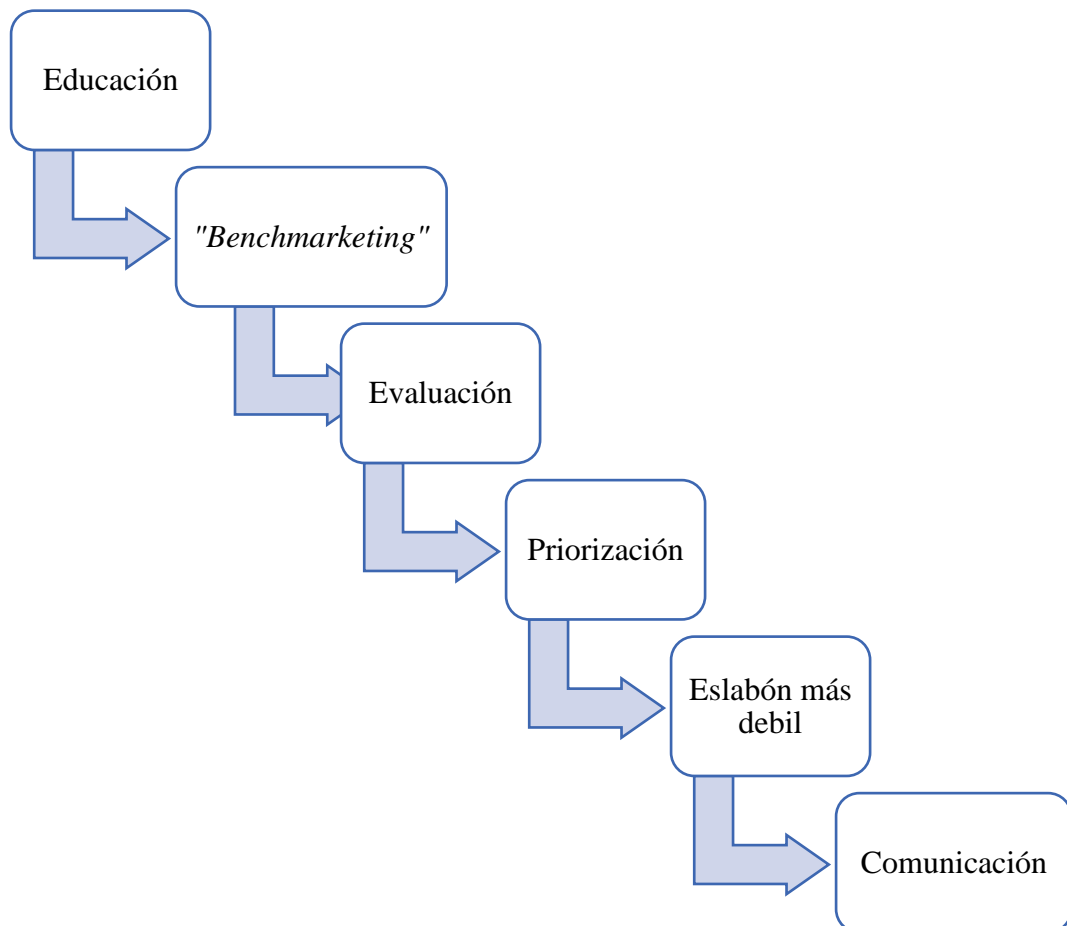 Educación
"Benchmarketing"
Evaluación
Priorización
Eslabón más
debil
Comunicación